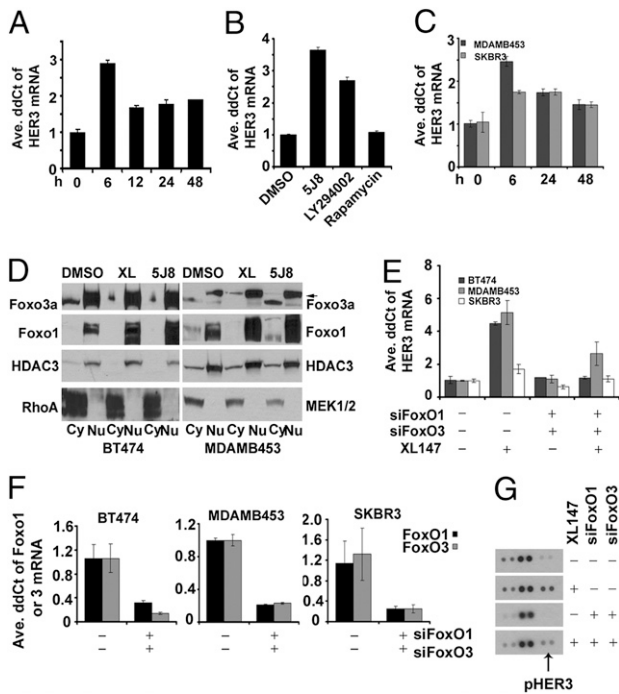 A
Ave. ddCt of
HER3 mRNA
4
3
2
1
0
h 0 6 12 24 48
B
Ave. ddCt of
HER3 mRNA
4
3
2
1
0
DMSO 5J8 LY294002 Rapamycin
C
Ave. ddCt of
HER3 mRNA
3
2
1
0
MDAMB453
SKBR3
h 0 6 24 48
D
DMSO XL 5J8 DMSO XL 5J8
Foxo3a Foxo3a
Foxo1 Foxo1
HDAC3 HDAC3
RhoA MEK1/2
Cy Nu Cy Nu Cy Nu Cy Nu Cy Nu Cy Nu
BT474 MDAMB453
E
Ave. ddCt of
HER3 mRNA
8
6
4
2
0
BT474
MDAMB453
SKBR3
siFoxO1 – – + +
siFoxO3 – – + +
XL147 – + – +
F
Ave. ddCt of Foxo1
or 3 mRNA
BT474
1.6
1.2
0.8
0.4
0
– +
– +
MDAMB453
1.2
0.8
0.4
0
– +
– +
SKBR3
2.0
1.6
1.2
0.8
0.4
0.0
– + siFoxO1
– + siFoxO3
FoxO1
FoxO3
G
XL147 siFoxO1 siFoxO3
– – –
+ – –
– + +
+ + +
pHER3